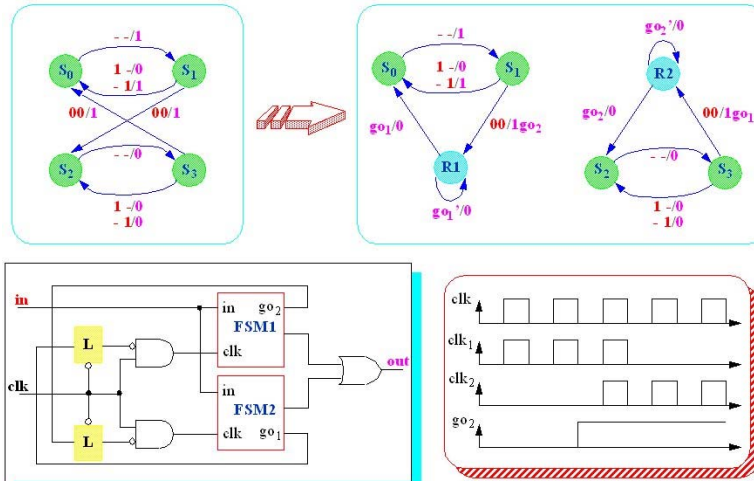 - -/1
S0
S1
1 -/0
- 1/1
00/1
00/1
S2
- -/0
S3
1 -/0
- 1/0
- -/1
S0
S1
1 -/0
- 1/1
go1/0
00/1go2
R1
go1'/0
go2'/0
R2
go2/0
00/1go1
S2
- -/0
S3
1 -/0
- 1/0
in
in
go2
FSM1
L
clk
clk
in
FSM2
out
L
clk
go1
clk
clk1
clk2
go2